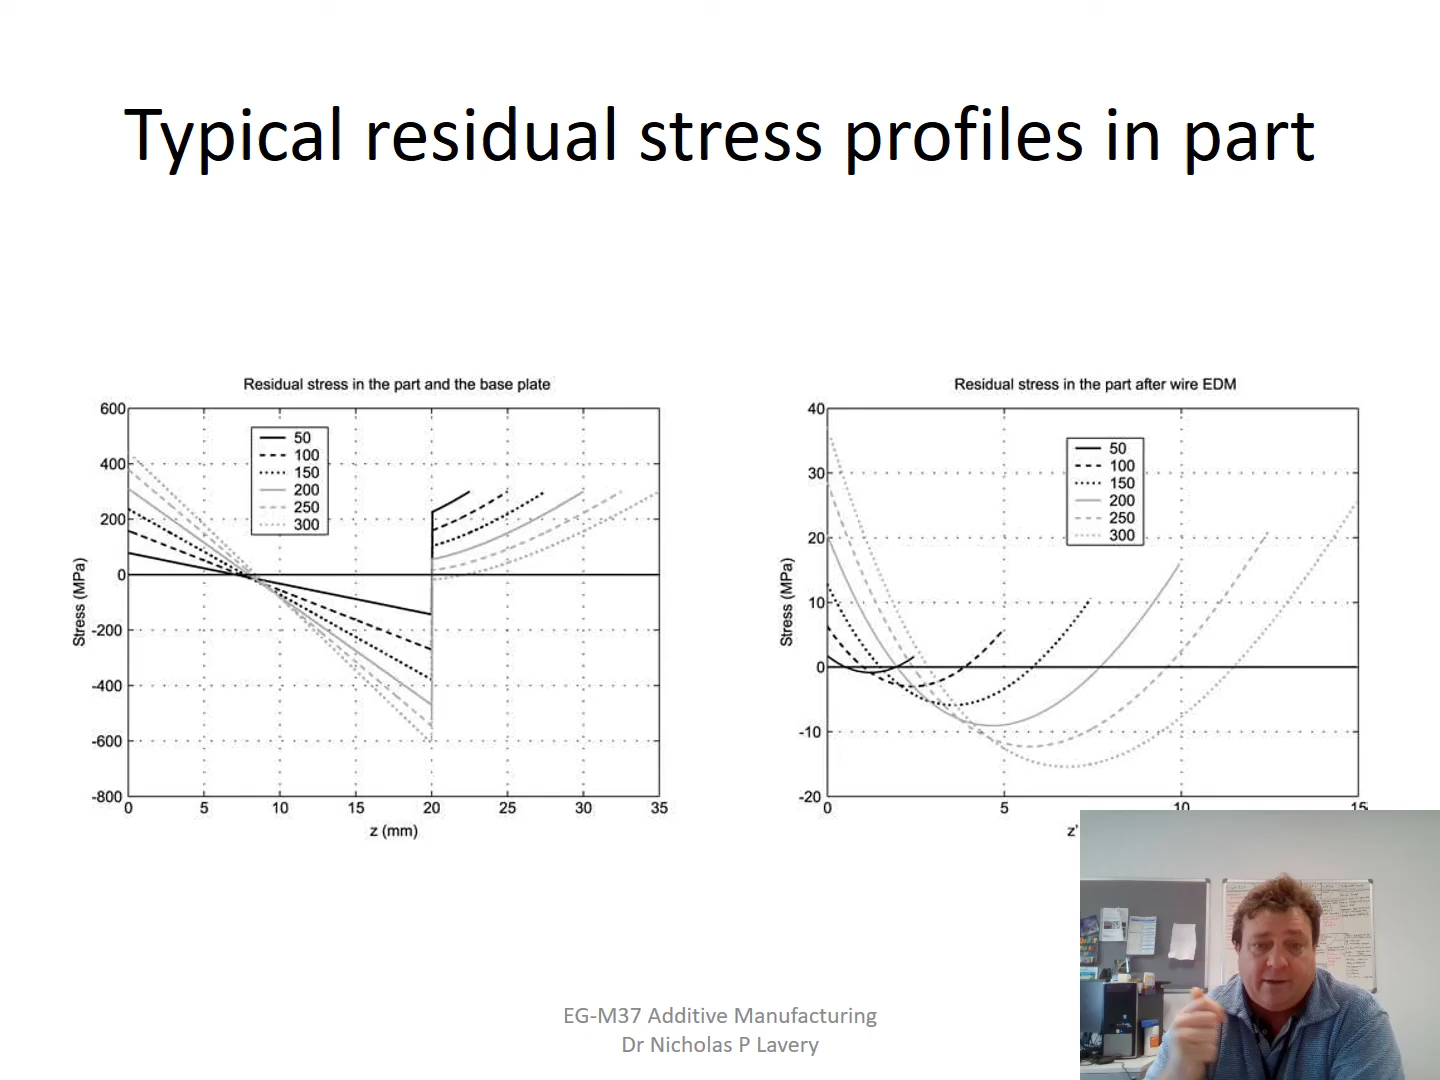 Typical residual stress profiles in part
Residual stress in the part and the base plate
600
400
200
0
-200
-400
-600
-800
Stress (MPa)
50
100
150
200
250
300
0 5 10 15 20 25 30 35
z (mm)
Residual stress in the part after wire EDM
40
30
20
10
0
-10
-20
Stress (MPa)
50
100
150
200
250
300
0 5 10 15
z'
EG-M37 Additive Manufacturing
Dr Nicholas P Lavery